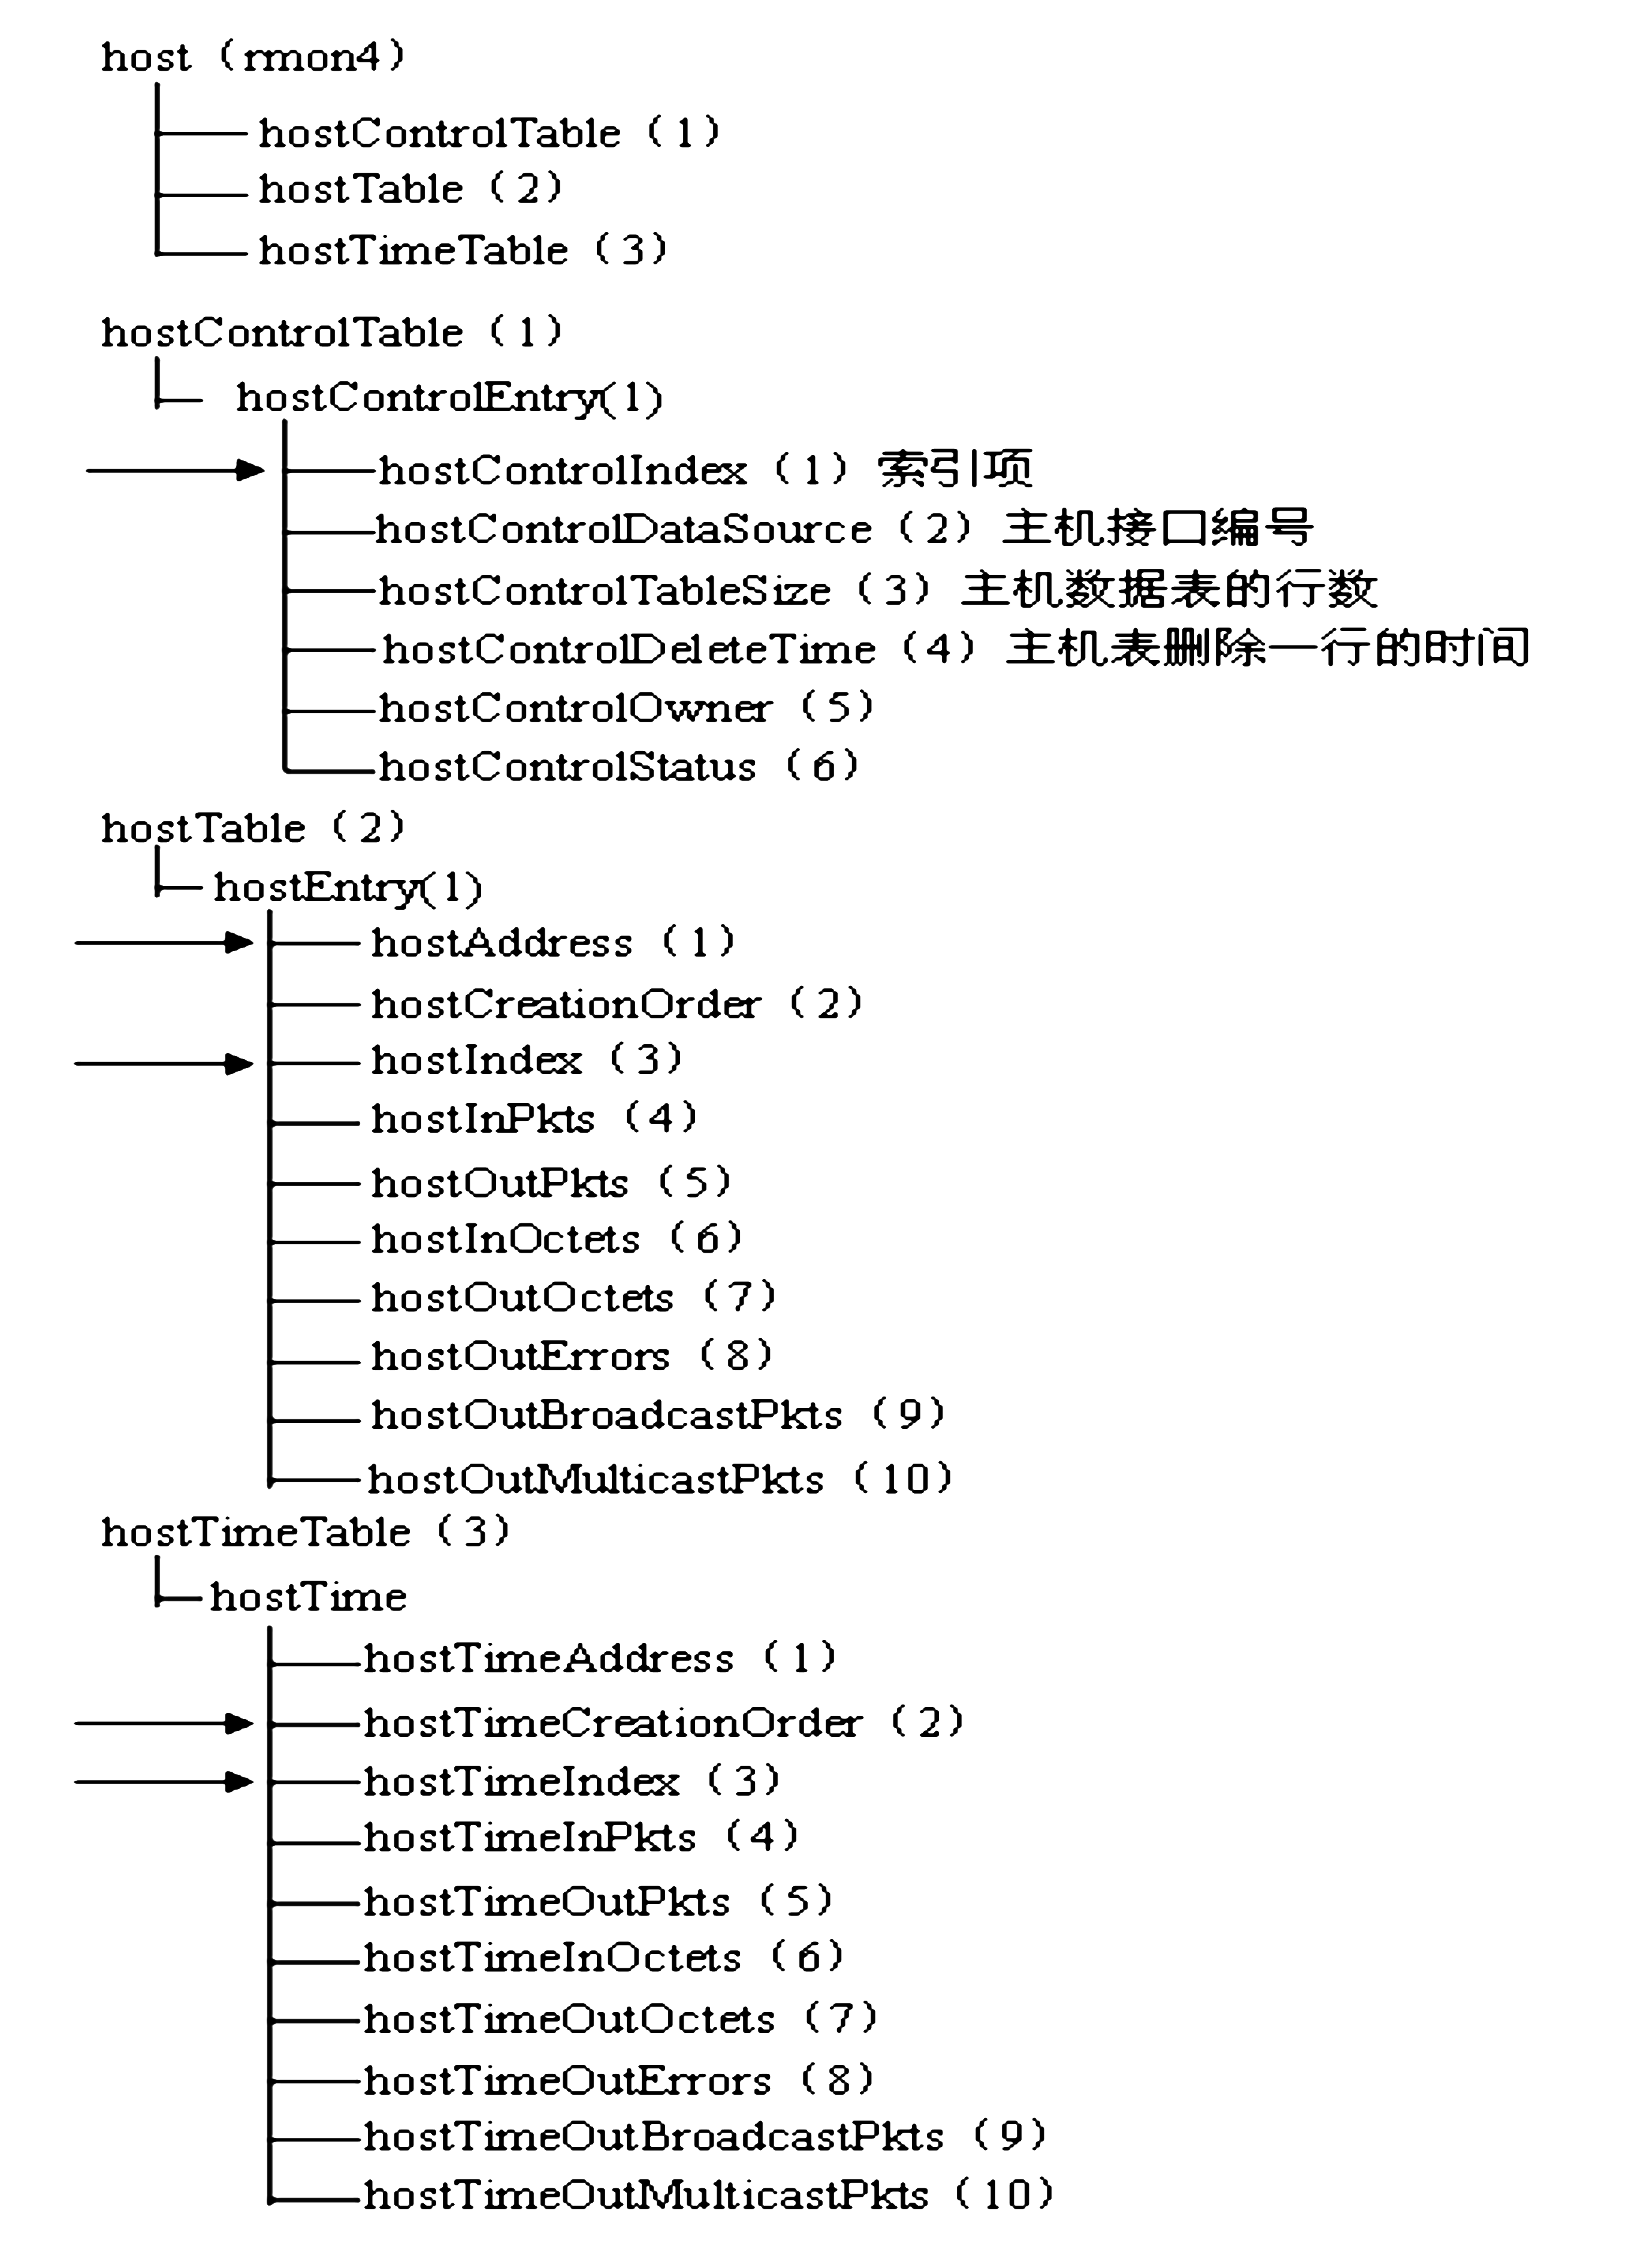 host (rmon4)
hostControlTable (1)
hostTable (2)
hostTimeTable (3)
hostControlTable (1)
hostControlEntry(1)
hostControlIndex (1) 索引项
hostControlDataSource (2) 主机接口编号
hostControlTableSize (3) 主机数据表的行数
hostControlDeleteTime (4) 主机表删除一行的时间
hostControlOwner (5)
hostControlStatus (6)
hostTable (2)
hostEntry(1)
hostAddress (1)
hostCreationOrder (2)
hostIndex (3)
hostInPkts (4)
hostOutPkts (5)
hostInOctets (6)
hostOutOctets (7)
hostOutErrors (8)
hostOutBroadcastPkts (9)
hostOutMulticastPkts (10)
hostTimeTable (3)
hostTime
hostTimeAddress (1)
hostTimeCreationOrder (2)
hostTimeIndex (3)
hostTimeInPkts (4)
hostTimeOutPkts (5)
hostTimeInOctets (6)
hostTimeOutOctets (7)
hostTimeOutErrors (8)
hostTimeOutBroadcastPkts (9)
hostTimeOutMulticastPkts (10)